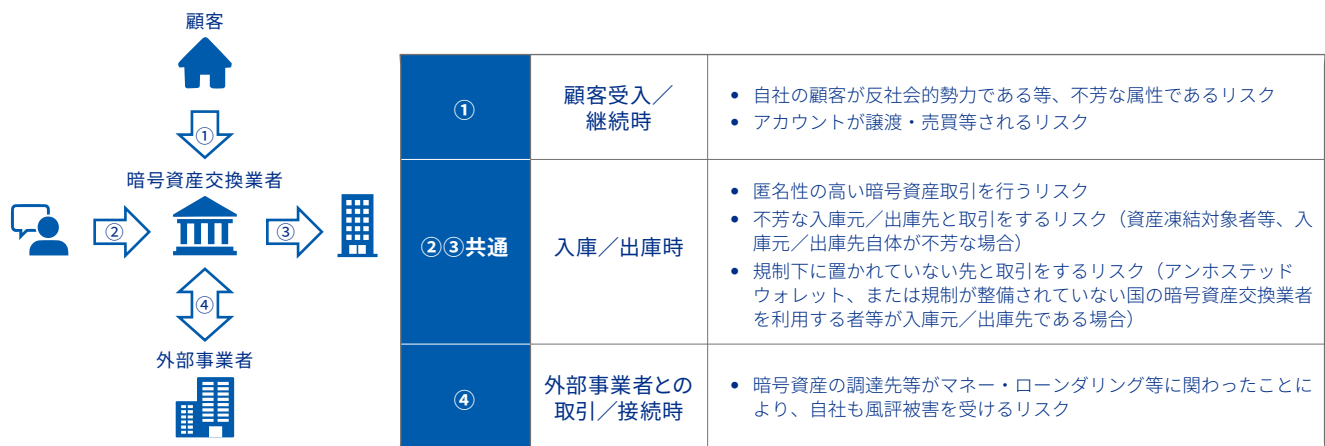 顧客
①
暗号資産交換業者
②
③
④
外部事業者
①
顧客受入／
継続時
• 自社の顧客が反社会的勢力である等、不芳な属性であるリスク
• アカウントが譲渡・売買等されるリスク
②③共通
入庫／出庫時
• 匿名性の高い暗号資産取引を行うリスク
• 不芳な入庫元／出庫先と取引をするリスク（資産凍結対象者等、入
庫元／出庫先自体が不芳な場合）
• 規制下に置かれていない先と取引をするリスク（アンホステッド
ウォレット、または規制が整備されていない国の暗号資産交換業者
を利用する者等が入庫元／出庫先である場合）
④
外部事業者との
取引／接続時
• 暗号資産の調達先等がマネー・ローンダリング等に関わったことに
より、自社も風評被害を受けるリスク